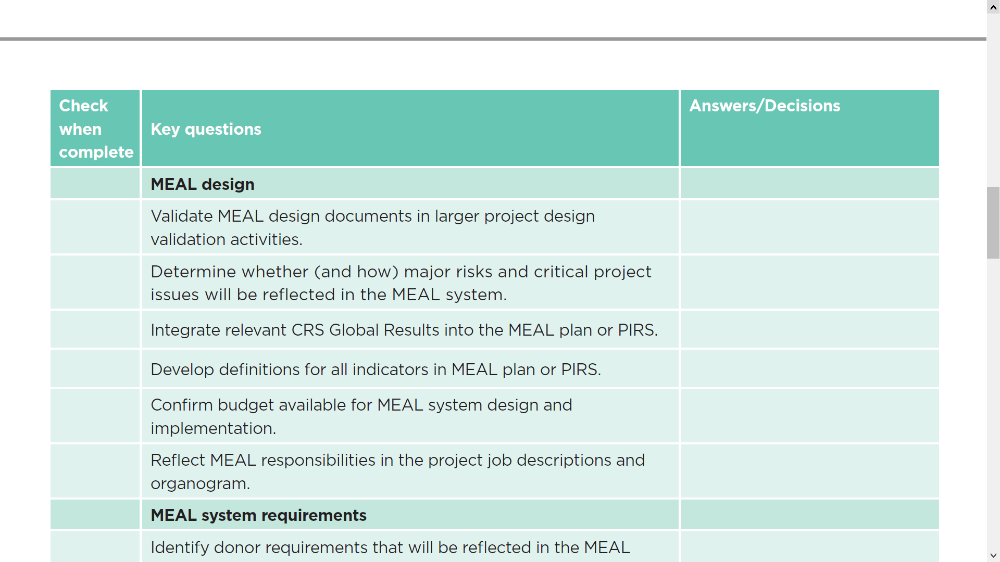 Check
when
complete
Key questions
Answers/Decisions
MEAL design
Validate MEAL design documents in larger project design
validation activities.
Determine whether (and how) major risks and critical project
issues will be reflected in the MEAL system.
Integrate relevant CRS Global Results into the MEAL plan or PIRS.
Develop definitions for all indicators in MEAL plan or PIRS.
Confirm budget available for MEAL system design and
implementation.
Reflect MEAL responsibilities in the project job descriptions and
organogram.
MEAL system requirements
Identify donor requirements that will be reflected in the MEAL